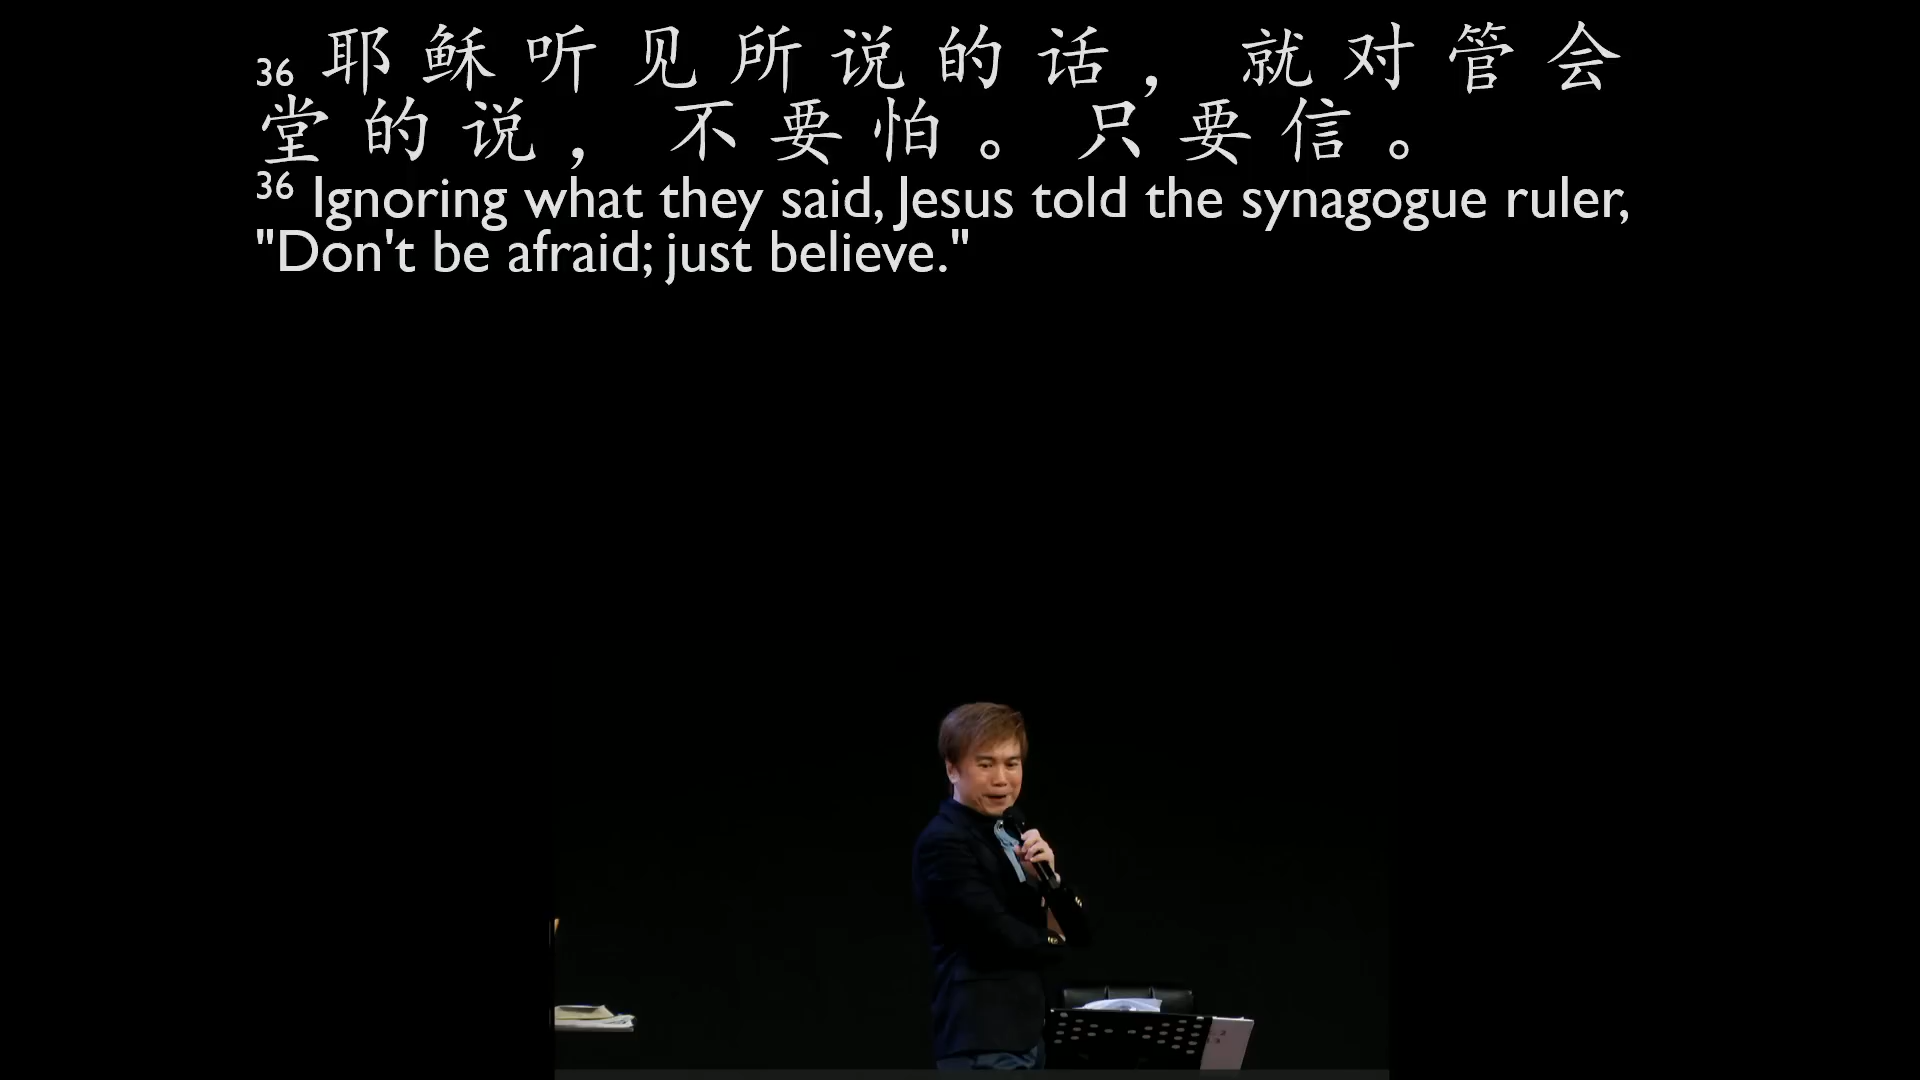 36 耶稣听见所说的话，就对管会
堂的说，不要怕。只要信。
36 Ignoring what they said, Jesus told the synagogue ruler,
"Don't be afraid; just believe."